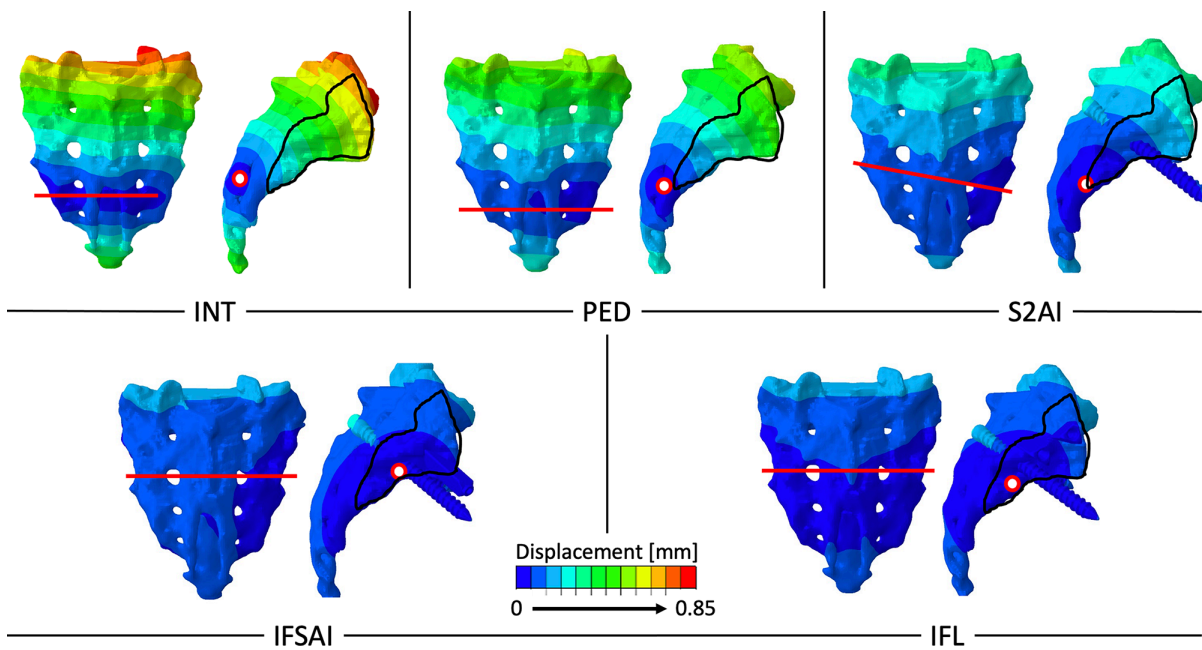 INT
PED
S2AI
Displacement [mm]
0
0.85
IFSAI
IFL